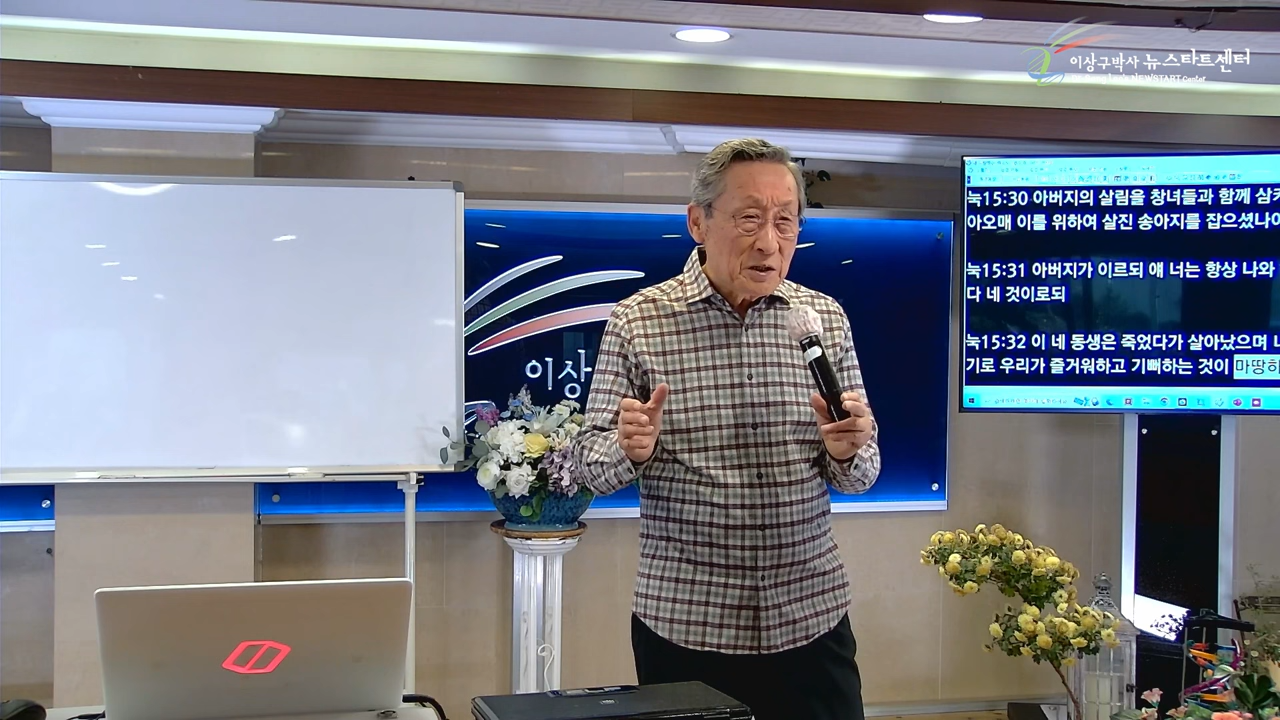 이상구박사 뉴스타트센터
눅15:30 아버지의 살림을 창녀들과 함께 삼키
아오매 이를 위하여 살진 송아지를 잡으셨나이
눅15:31 아버지가 이르되 얘 너는 항상 나와
다 네 것이로되
눅15:32 이 네 동생은 죽었다가 살아났으며
기로 우리가 즐거워하고 기뻐하는 것이 마땅하
이상